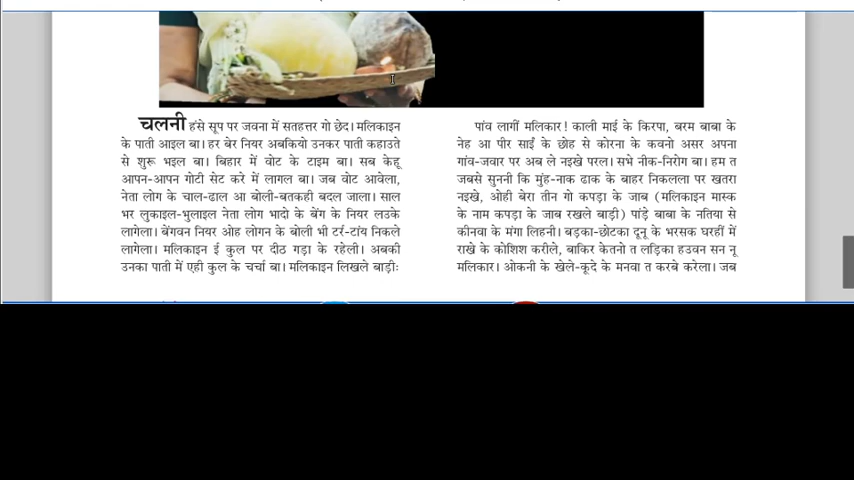 चलनी हंसे सूप पर जवना में सतहत्तर गो छेद। मलिकाइन
के पाती आइल बा। हर बेर नियर अबकियो उनकर पाती कहाउते
से शुरू भइल बा। बिहार में वोट के टाइम बा। सब केहू
आपन-आपन गोटी सेट करे में लागल बा। जब वोट आवेला,
नेता लोग के चाल-ढाल आ बोली-बतकही बदल जाला। साल
भर लुकाइल-भुलाइल नेता लोग भादो के बेंग के नियर लउके
लागेला। बेंगवन नियर ओह लोगन के बोली भी टर्र-टांय निकले
लागेला। मलिकाइन ई कुल पर दीठ गड़ा के रहेली। अबकी
उनका पाती में एही कुल के चर्चा बा। मलिकाइन लिखले बाड़ीः
पांव लागीं मलिकार! काली माई के किरपा, बरम बाबा के
नेह आ पीर साईं के छोह से कोरना के कवनो असर अपना
गांव-जवार पर अब ले नइखे परल। सभे नीक-निरोग बा। हम त
जबसे सुननी कि मुंह-नाक ढाक के बाहर निकलला पर खतरा
नइखे, ओही बेरा तीन गो कपड़ा के जाब (मलिकाइन मास्क
के नाम कपड़ा के जाब रखले बाड़ी) पांड़े बाबा के नतिया से
कीनवा के मंगा लिहनी। बड़का-छोटका दूनू के भरसक घरहीं में
राखे के कोशिश करीले, बाकिर केतनो त लड़िका हउवन सन नू
मलिकार। ओकनी के खेले-कूदे के मनवा त करबे करेला। जब